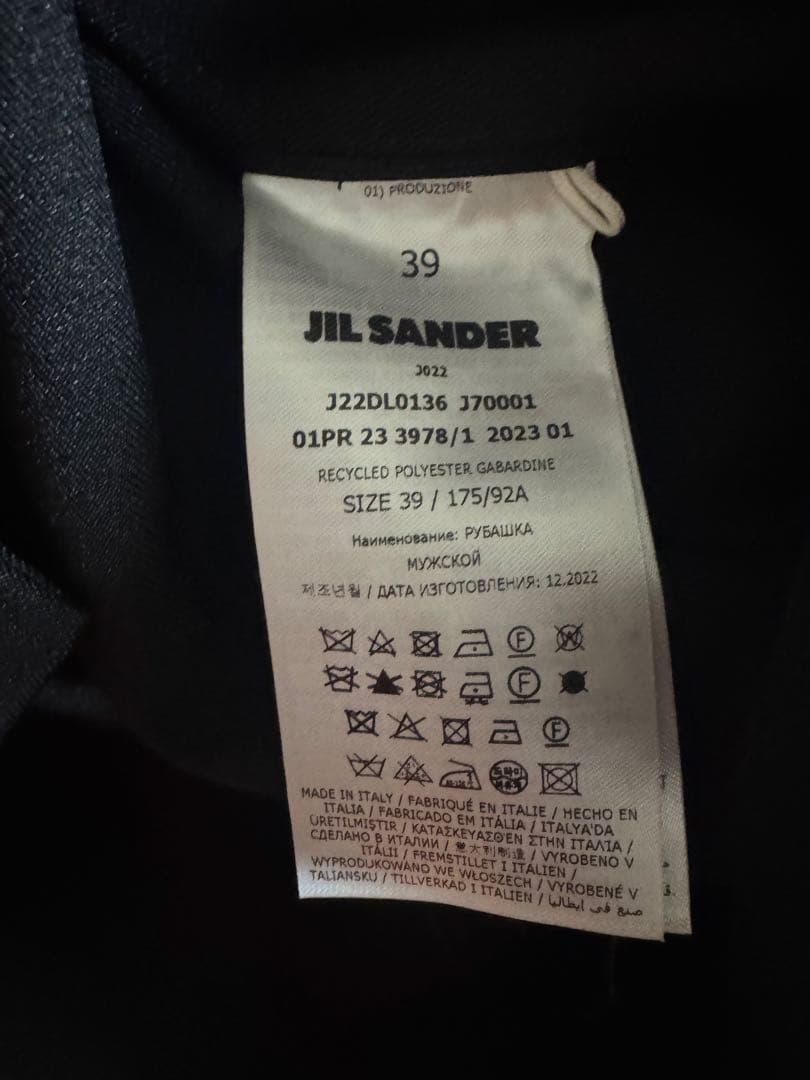 01) PRODUZIONE
39
JIL SANDER
J022
J22DL0136 J70001
01PR 23 3978/1 2023 01
RECYCLED POLYESTER GABARDINE
SIZE 39 / 175/92A
Наименование: РУБАШКА
МУЖСКОЙ
제조년월 / ДАТА ИЗГОТОВЛЕНИЯ: 12.2022
F W
F
F
MADE IN ITALY / FABRIQUÉ EN ITALIE / HECHO EN
ITALIA / FABRICADO EM ITÁLIA / ITALYA'DA
ÜRETILMIŞTIR / ΚΑΤΑΣΚΕΥΑΣΘΕΝ ΣΤΗΝ ΙΤΑΛΙΑ /
СДЕЛАНО В ИТАЛИИ / 意大利制造 / VYROBENO V
ITÁLII / FREMSTILLET I ITALIEN /
WYPRODUKOWANO WE WŁOSZECH / VYROBENÉ V
TALIANSKU / TILLVERKAD I ITALIEN / صنع في ايطاليا